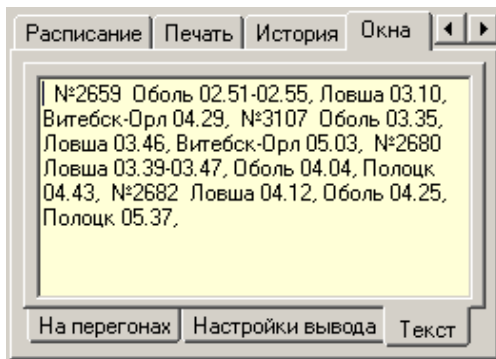 Расписание Печать История Окна
№2659 Оболь 02.51-02.55, Ловша 03.10,
Витебск-Орл 04.29, №3107 Оболь 03.35,
Ловша 03.46, Витебск-Орл 05.03, №2680
Ловша 03.39-03.47, Оболь 04.04, Полоцк
04.43, №2682 Ловша 04.12, Оболь 04.25,
Полоцк 05.37,
На перегонах Настройки вывода Текст